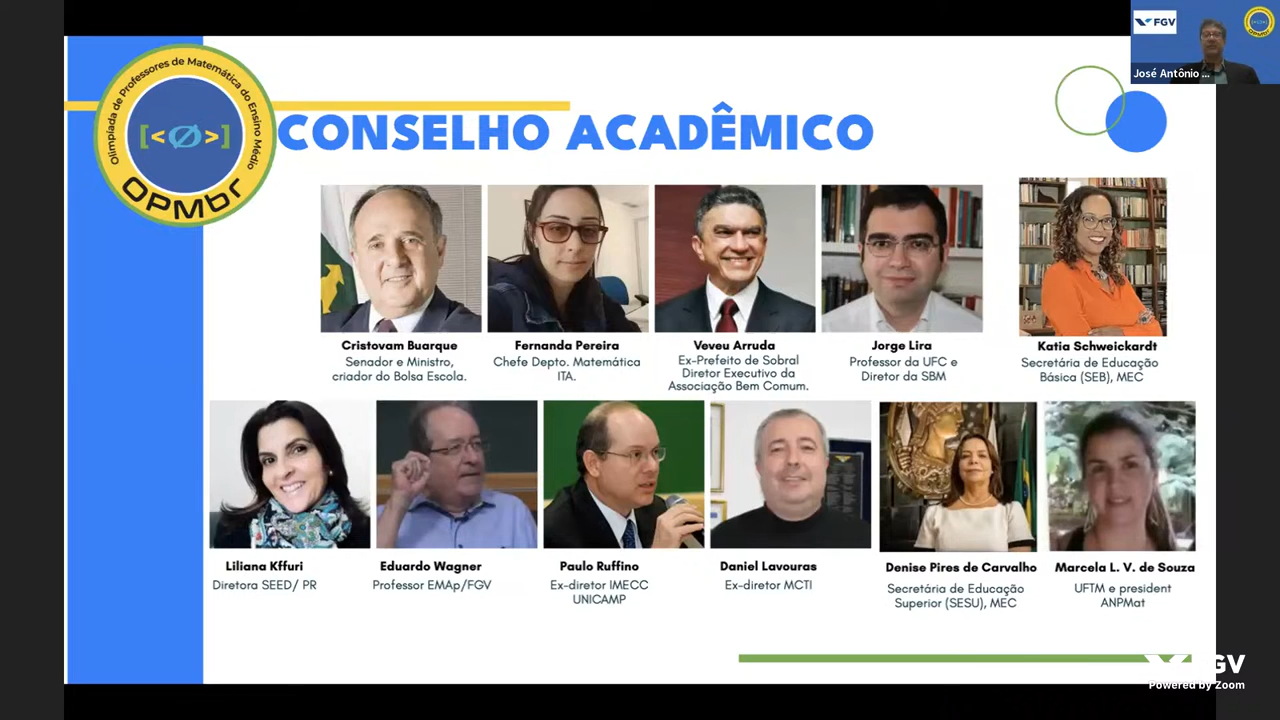 FGV
OPMbr
José Antônio ...
Olimpíada de Professores de Matemática do Ensino Médio
[<Ø>]
OPMbr
CONSELHO ACADÊMICO
Cristovam Buarque
Senador e Ministro,
criador do Bolsa Escola.
Fernanda Pereira
Chefe Depto. Matemática
ITA.
Veveu Arruda
Ex-Prefeito de Sobral
Diretor Executivo da
Associação Bem Comum.
Jorge Lira
Professor da UFC e
Diretor da SBM
Katia Schweickardt
Secretária de Educação
Básica (SEB), MEC
Liliana Kffuri
Diretora SEED/ PR
Eduardo Wagner
Professor EMAp/FGV
Paulo Ruffino
Ex-diretor IMECC
UNICAMP
Daniel Lavouras
Ex-diretor MCTI
Denise Pires de Carvalho
Secretária de Educação
Superior (SESU), MEC
Marcela L. V. de Souza
UFTM e president
ANPMat
FGV
Powered by Zoom